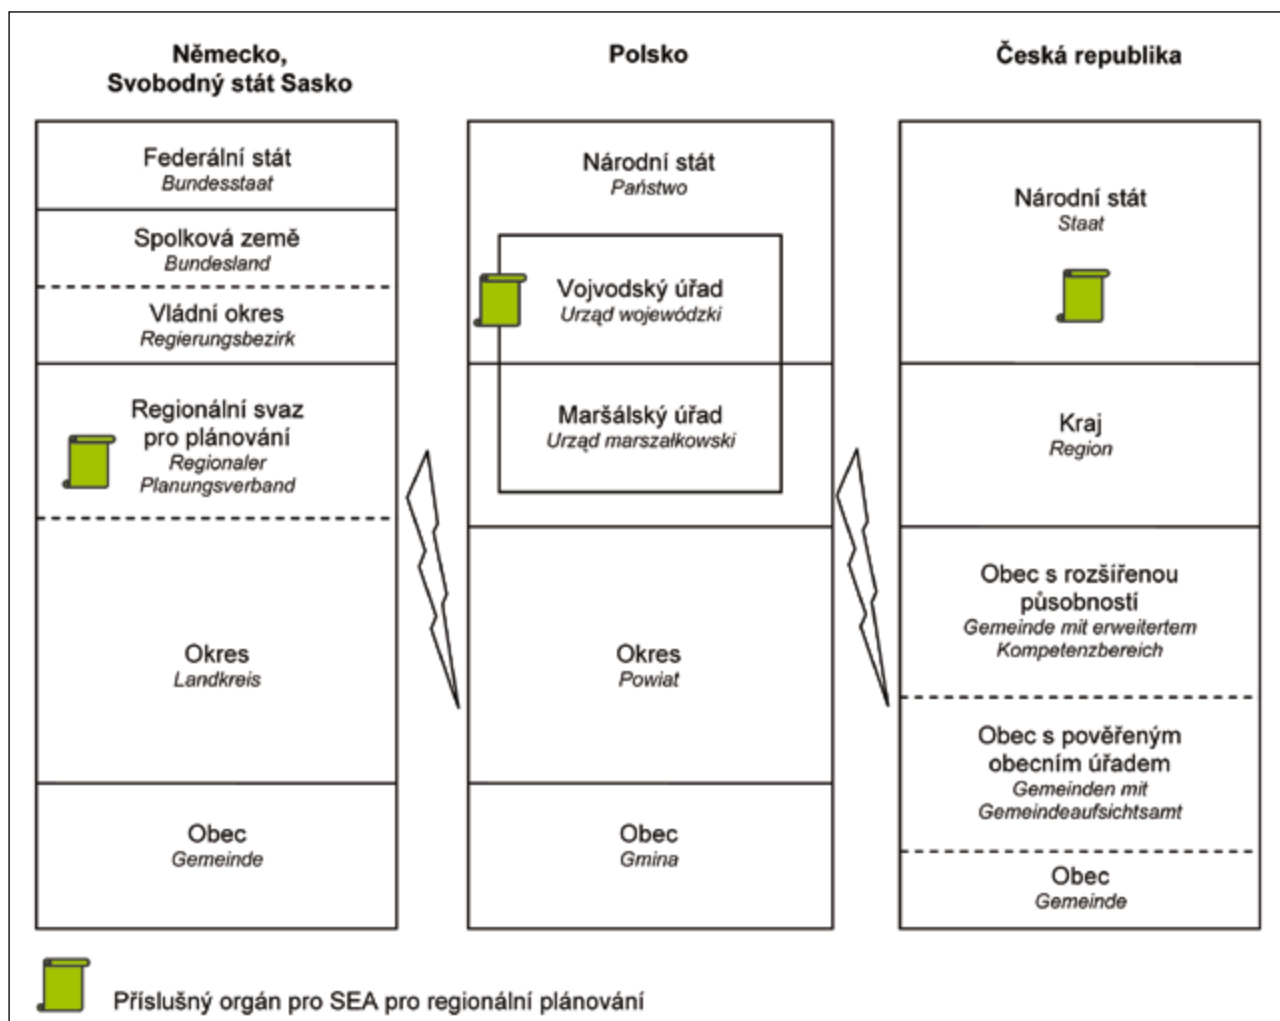 Německo,
Svobodný stát Sasko
Federální stát
Bundesstaat
Spolková země
Bundesland
Vládní okres
Regierungsbezirk
Regionální svaz
pro plánování
Regionaler
Planungsverband
Okres
Landkreis
Obec
Gemeinde
Polsko
Národní stát
Państwo
Vojvodský úřad
Urząd wojewódzki
Maršálský úřad
Urząd marszałkowski
Okres
Powiat
Obec
Gmina
Česká republika
Národní stát
Staat
Kraj
Region
Obec s rozšířenou
působností
Gemeinde mit erweitertem
Kompetenzbereich
Obec s pověřeným
obecním úřadem
Gemeinden mit
Gemeindeaufsichtsamt
Obec
Gemeinde
Příslušný orgán pro SEA pro regionální plánování